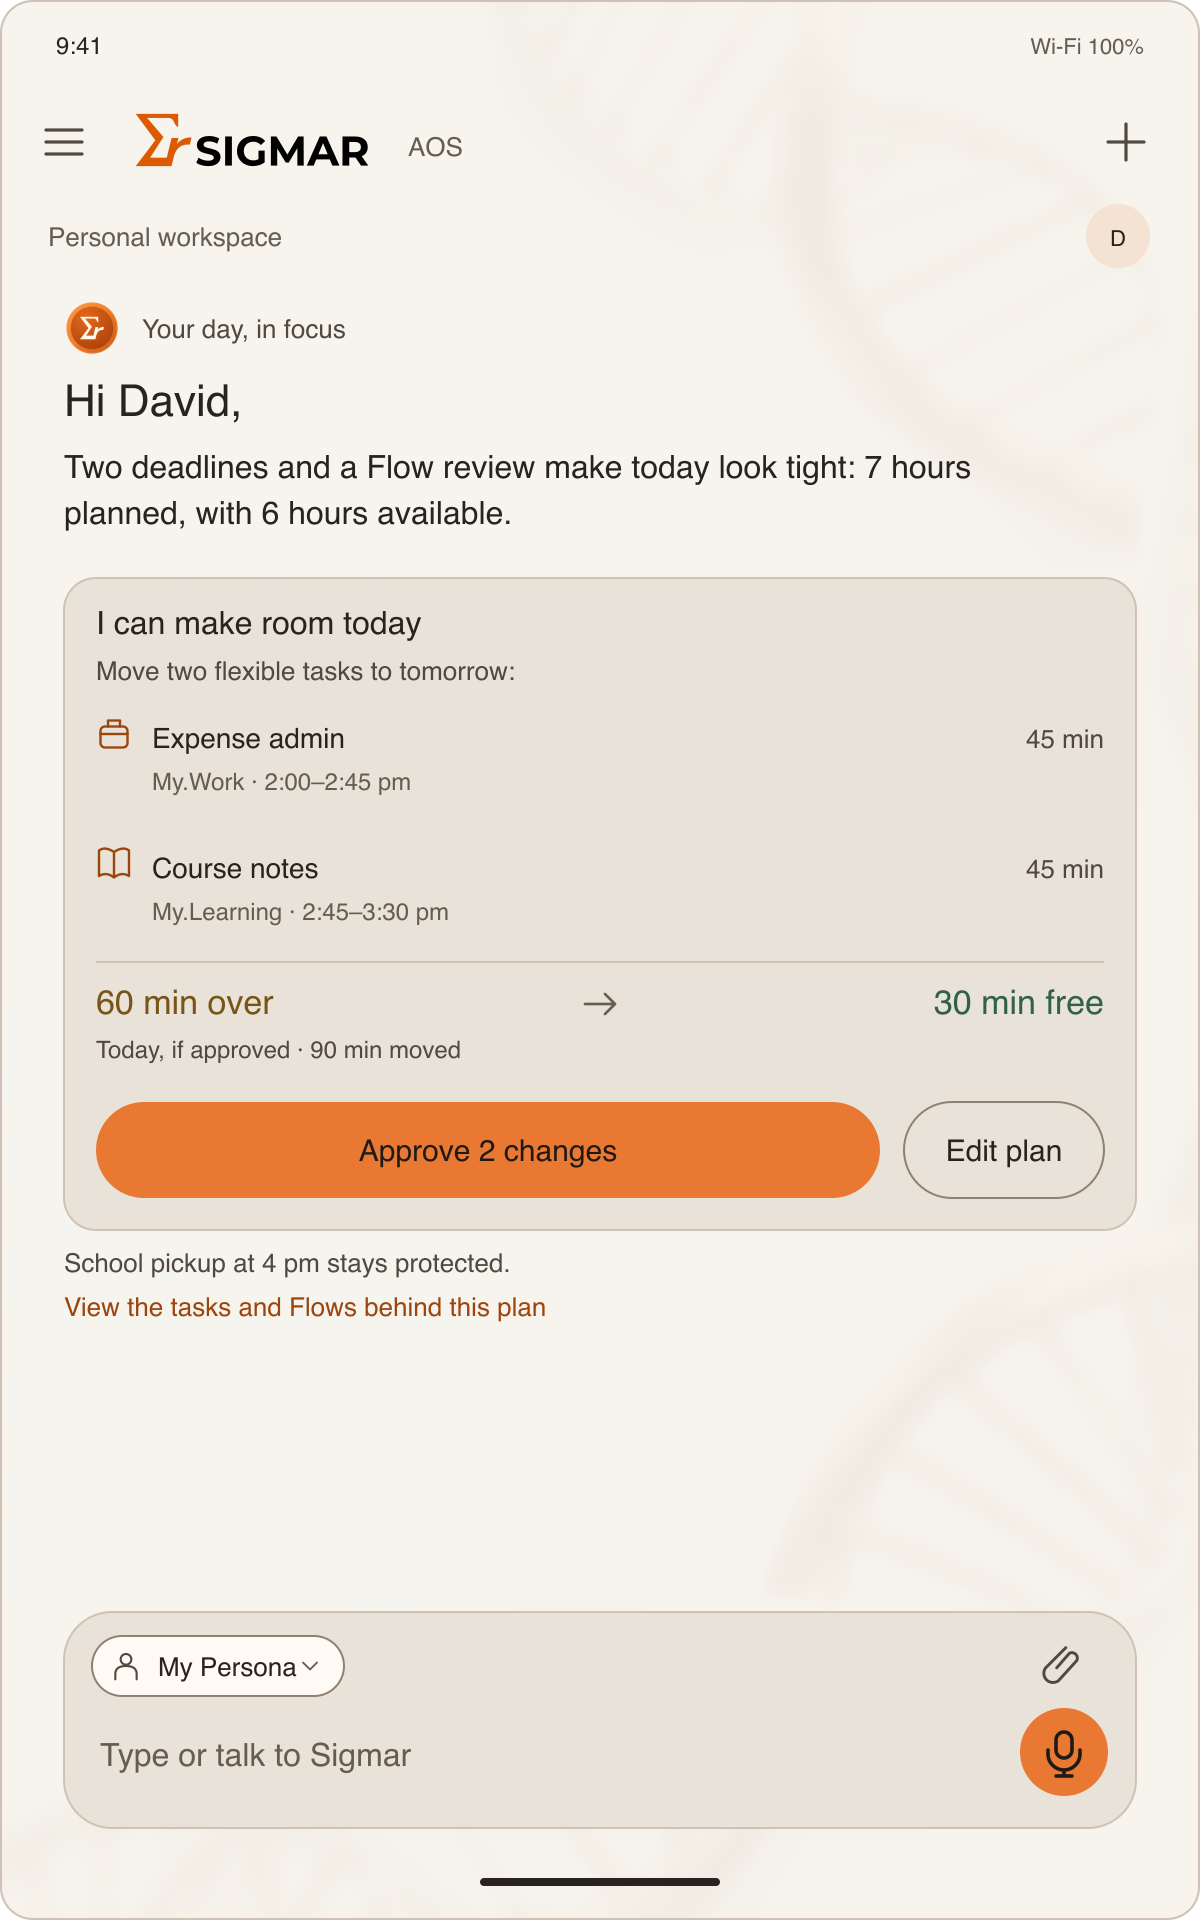 9:41
Wi-Fi 100%
Σr SIGMAR AOS
Personal workspace
D
Σr
Your day, in focus
Hi David,
Two deadlines and a Flow review make today look tight: 7 hours
planned, with 6 hours available.
I can make room today
Move two flexible tasks to tomorrow:
Expense admin
45 min
My.Work · 2:00–2:45 pm
Course notes
45 min
My.Learning · 2:45–3:30 pm
60 min over → 30 min free
Today, if approved · 90 min moved
Approve 2 changes
Edit plan
School pickup at 4 pm stays protected.
View the tasks and Flows behind this plan
My Persona
Type or talk to Sigmar